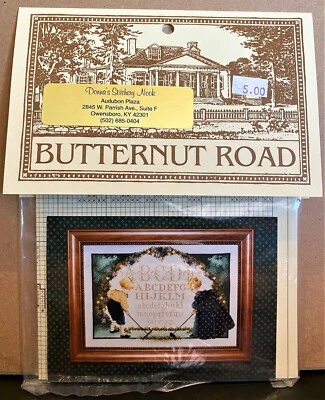 Donna's Stitchery Nook
Audubon Plaza
2845 W. Parrish Ave., Suite F
Owensboro, KY 42301
(502) 685-0404
5.00
BUTTERNUT ROAD
ABCD
ABCDEFG
HIJKLM